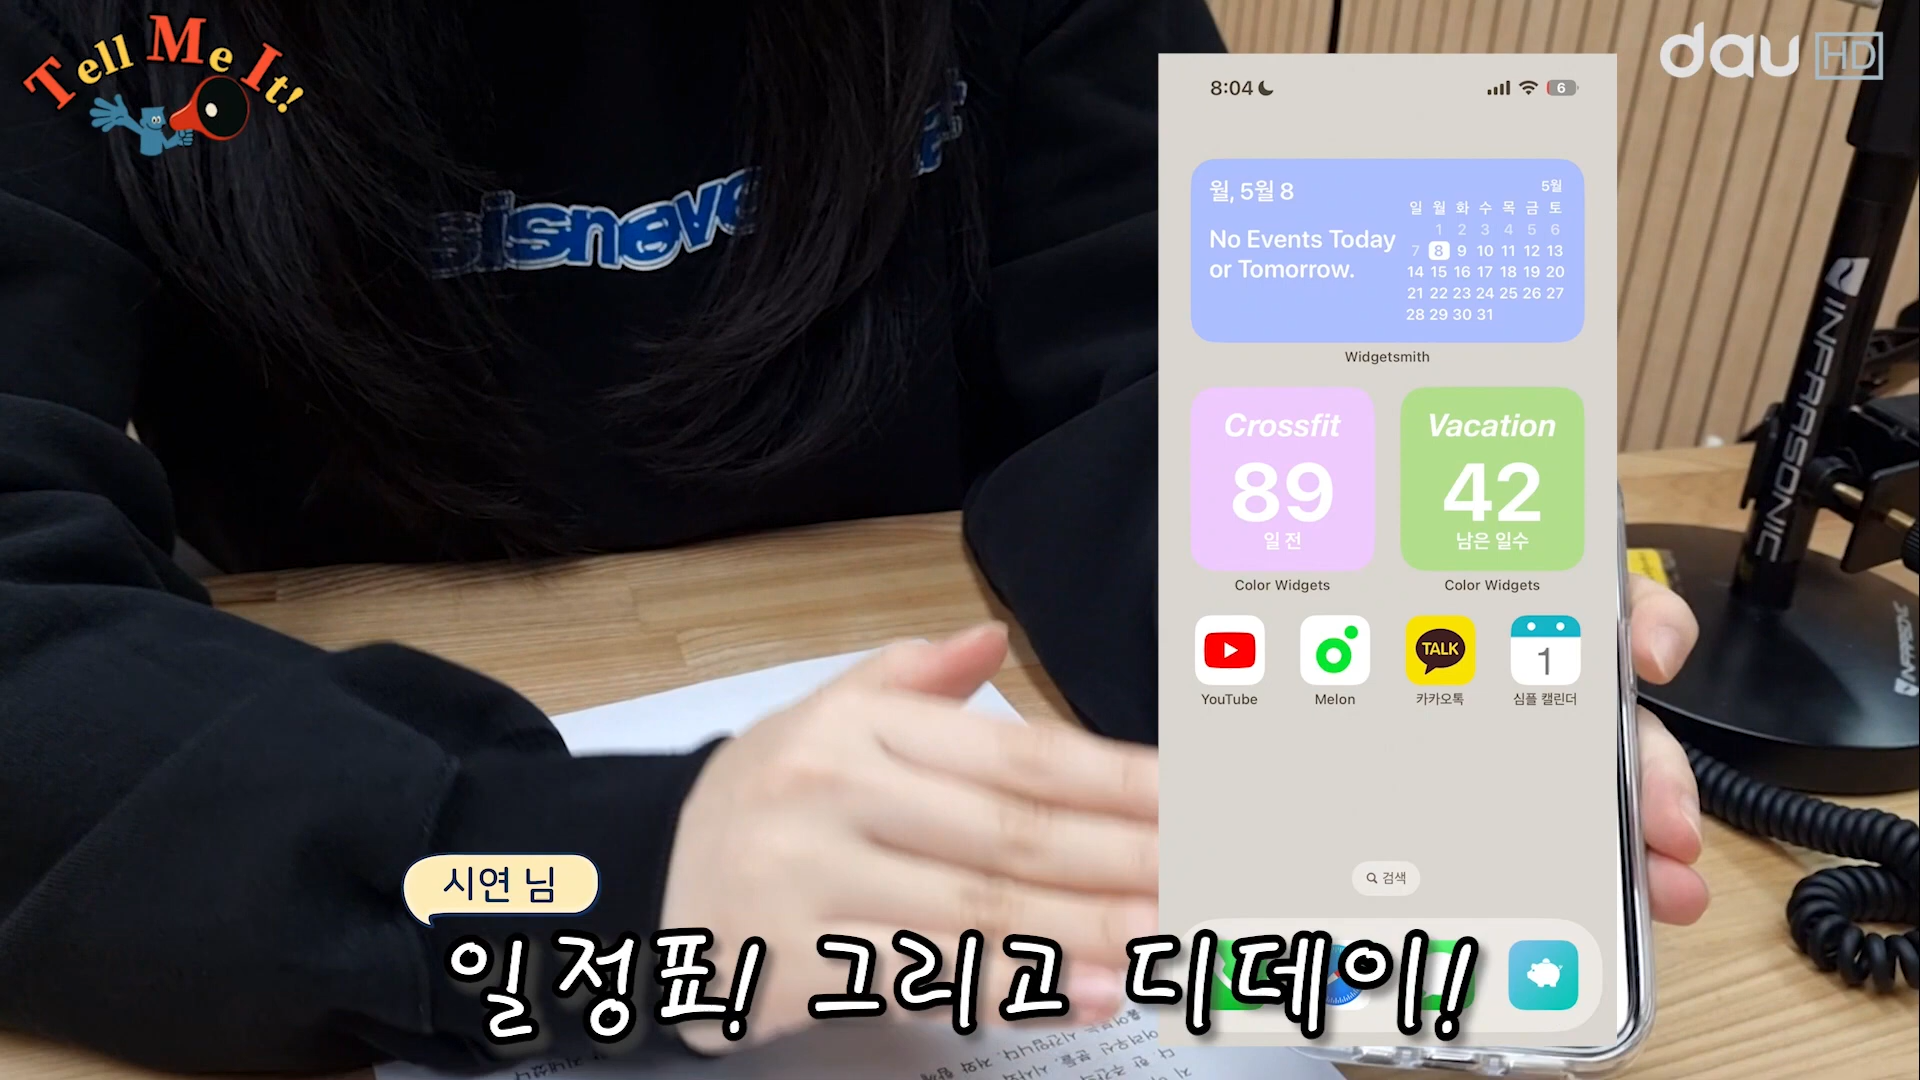 Tell Me It!
dau HD
sisneve
INFRASONIC
8:04
6
월, 5월 8
No Events Today
or Tomorrow.
5월
일 월 화 수 목 금 토
1 2 3 4 5 6
7 8 9 10 11 12 13
14 15 16 17 18 19 20
21 22 23 24 25 26 27
28 29 30 31
Widgetsmith
Crossfit
89
일 전
Color Widgets
Vacation
42
남은 일수
Color Widgets
YouTube
Melon
TALK
카카오톡
1
심플 캘린더
검색
시연 님
일정표! 그리고 디데이!